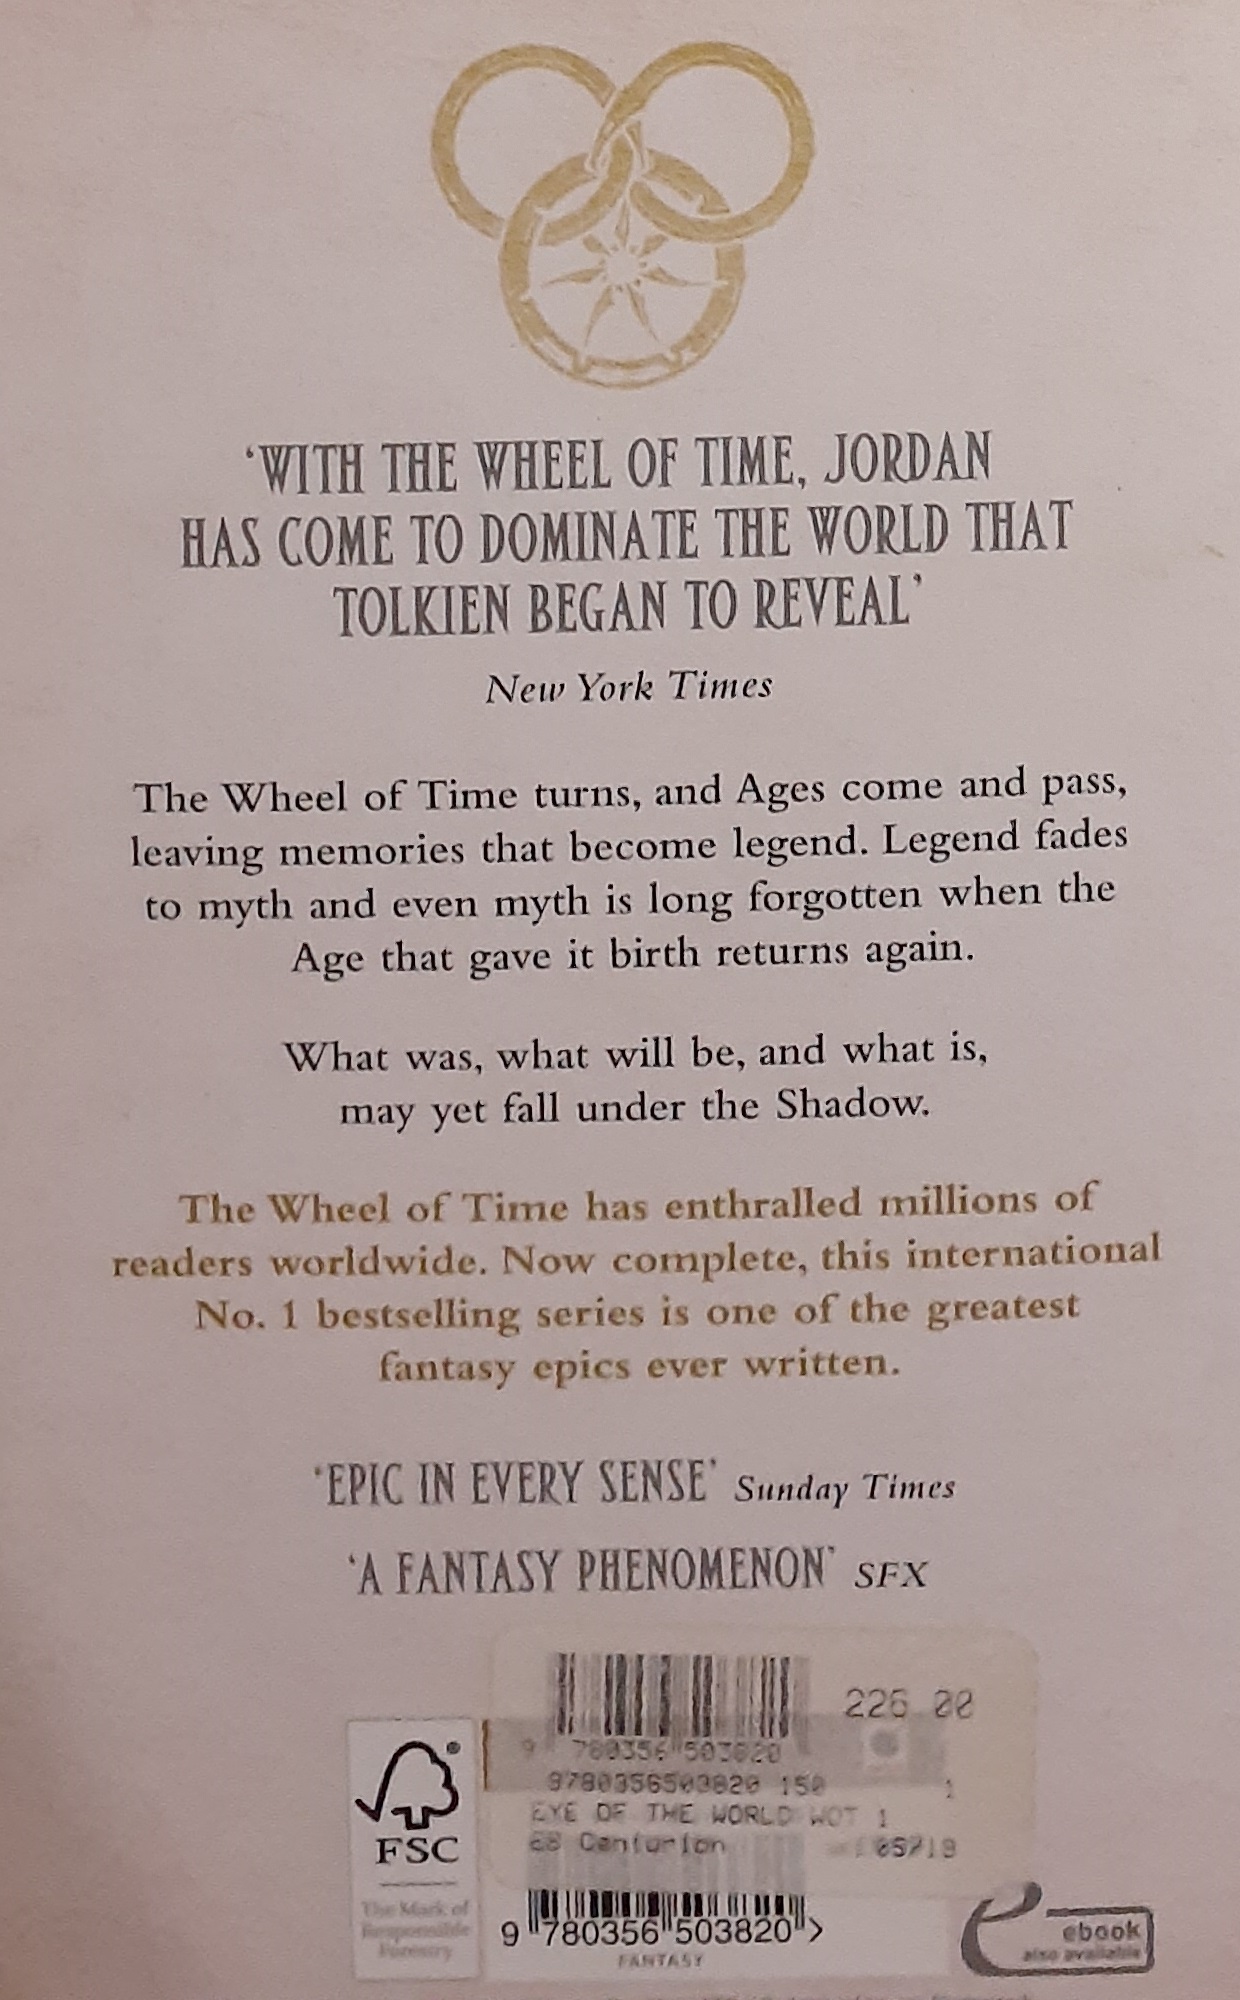 ‘WITH THE WHEEL OF TIME, JORDAN
HAS COME TO DOMINATE THE WORLD THAT
TOLKIEN BEGAN TO REVEAL’
New York Times
The Wheel of Time turns, and Ages come and pass,
leaving memories that become legend. Legend fades
to myth and even myth is long forgotten when the
Age that gave it birth returns again.
What was, what will be, and what is,
may yet fall under the Shadow.
The Wheel of Time has enthralled millions of
readers worldwide. Now complete, this international
No. 1 bestselling series is one of the greatest
fantasy epics ever written.
‘EPIC IN EVERY SENSE’ Sunday Times
‘A FANTASY PHENOMENON’ SFX
226.00
9 780356 503820
9780356503820 150 1
EYE OF THE WORLD WOT 1
Centurion 05/19
FSC
The Mark of
Responsible
Forestry
9 780356 503820 >
FANTASY
ebook
also available